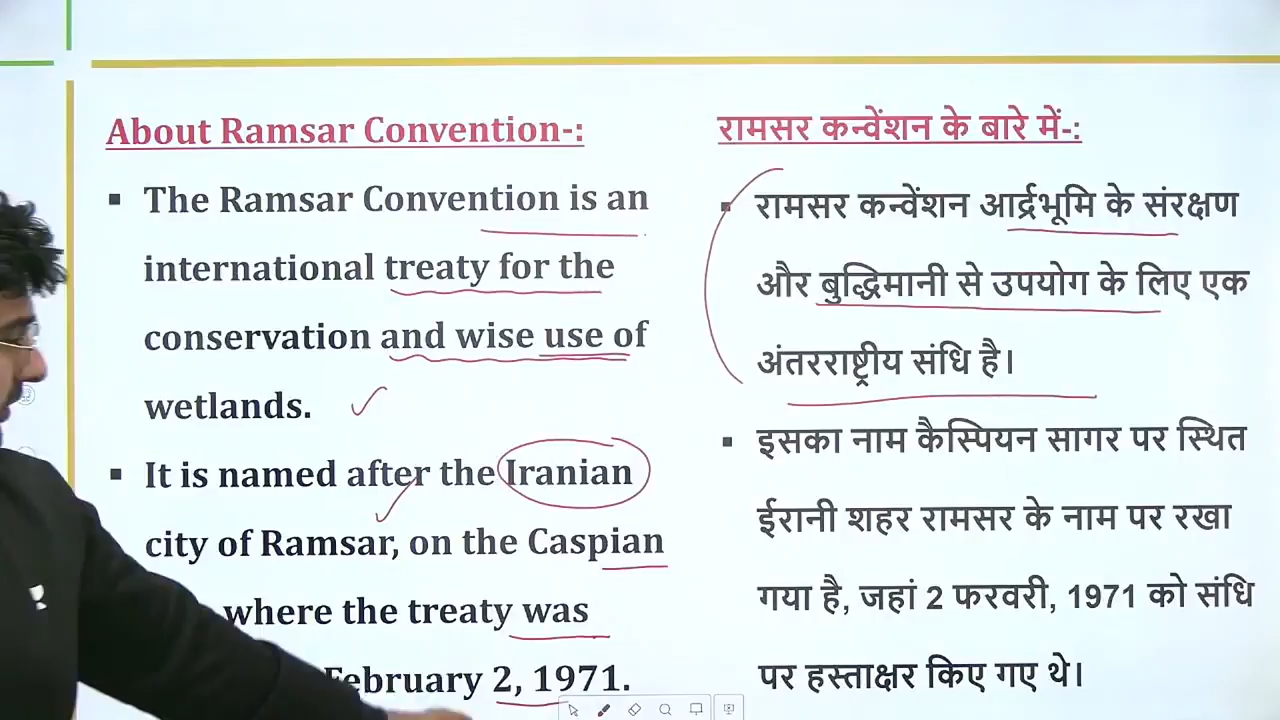 About Ramsar Convention-:
▪ The Ramsar Convention is an
international treaty for the
conservation and wise use of
wetlands.
▪ It is named after the Iranian
city of Ramsar, on the Caspian
where the treaty was
February 2, 1971.
रामसर कन्वेंशन के बारे में-:
▪ रामसर कन्वेंशन आर्द्रभूमि के संरक्षण
और बुद्धिमानी से उपयोग के लिए एक
अंतरराष्ट्रीय संधि है।
▪ इसका नाम कैस्पियन सागर पर स्थित
ईरानी शहर रामसर के नाम पर रखा
गया है, जहां 2 फरवरी, 1971 को संधि
पर हस्ताक्षर किए गए थे।